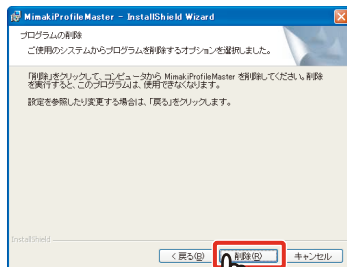 MimakiProfileMaster - InstallShield Wizard
プログラムの削除
ご使用のシステムからプログラムを削除するオプションを選択しました。
「削除」をクリックして、コンピュータから MimakiProfileMaster を削除してください。削除
を実行すると、このプログラムは、使用できなくなります。
設定を参照したり変更する場合は、「戻る」をクリックします。
InstallShield
< 戻る(B)
削除(R)
キャンセル